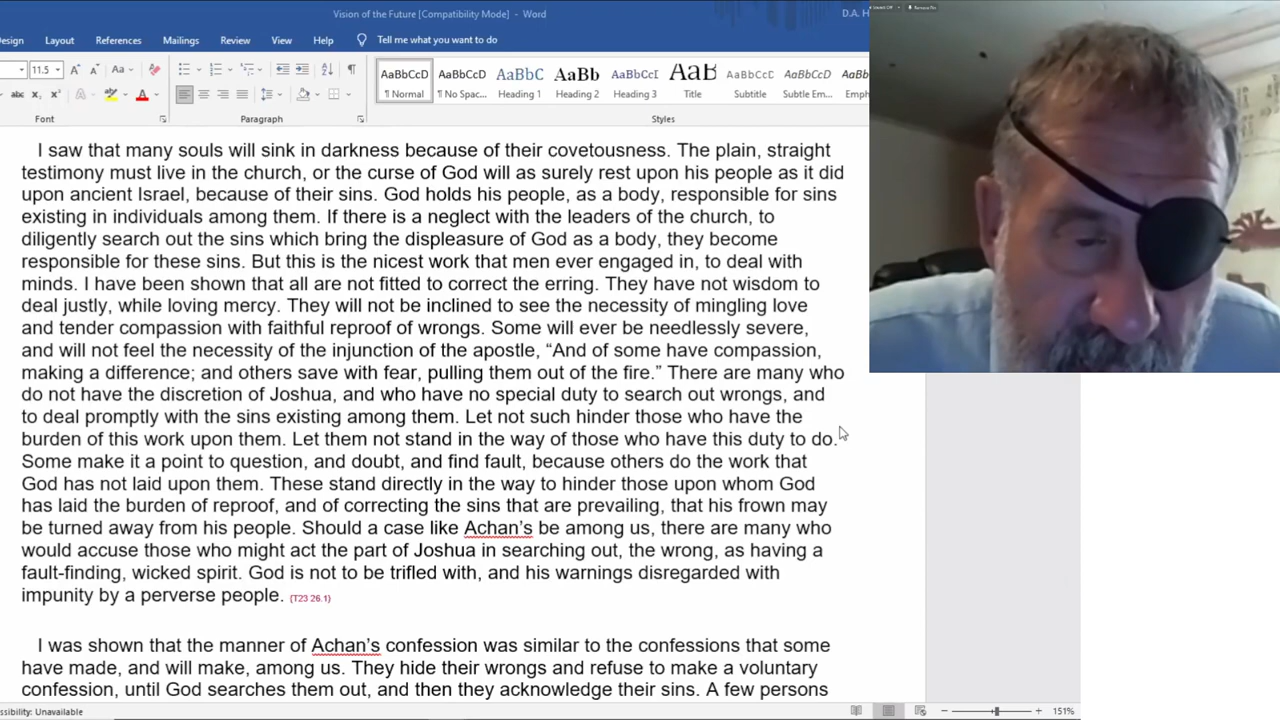 Vision of the Future [Compatibility Mode] - Word
D.A. H
Design Layout References Mailings Review View Help Tell me what you want to do
11.5 Aa
abc x x A A
AaBbCcD AaBbCcD AaBbC AaBb AaBbCcI AaB AaBbCcD AaBbCcD AaBb
¶ Normal ¶ No Spac... Heading 1 Heading 2 Heading 3 Title Subtitle Subtle Em... Emph
Font Paragraph Styles
I saw that many souls will sink in darkness because of their covetousness. The plain, straight
testimony must live in the church, or the curse of God will as surely rest upon his people as it did
upon ancient Israel, because of their sins. God holds his people, as a body, responsible for sins
existing in individuals among them. If there is a neglect with the leaders of the church, to
diligently search out the sins which bring the displeasure of God as a body, they become
responsible for these sins. But this is the nicest work that men ever engaged in, to deal with
minds. I have been shown that all are not fitted to correct the erring. They have not wisdom to
deal justly, while loving mercy. They will not be inclined to see the necessity of mingling love
and tender compassion with faithful reproof of wrongs. Some will ever be needlessly severe,
and will not feel the necessity of the injunction of the apostle, “And of some have compassion,
making a difference; and others save with fear, pulling them out of the fire.” There are many who
do not have the discretion of Joshua, and who have no special duty to search out wrongs, and
to deal promptly with the sins existing among them. Let not such hinder those who have the
burden of this work upon them. Let them not stand in the way of those who have this duty to do.
Some make it a point to question, and doubt, and find fault, because others do the work that
God has not laid upon them. These stand directly in the way to hinder those upon whom God
has laid the burden of reproof, and of correcting the sins that are prevailing, that his frown may
be turned away from his people. Should a case like Achan’s be among us, there are many who
would accuse those who might act the part of Joshua in searching out, the wrong, as having a
fault-finding, wicked spirit. God is not to be trifled with, and his warnings disregarded with
impunity by a perverse people. (T23 26.1)
I was shown that the manner of Achan’s confession was similar to the confessions that some
have made, and will make, among us. They hide their wrongs and refuse to make a voluntary
confession, until God searches them out, and then they acknowledge their sins. A few persons
ssibility: Unavailable
151%